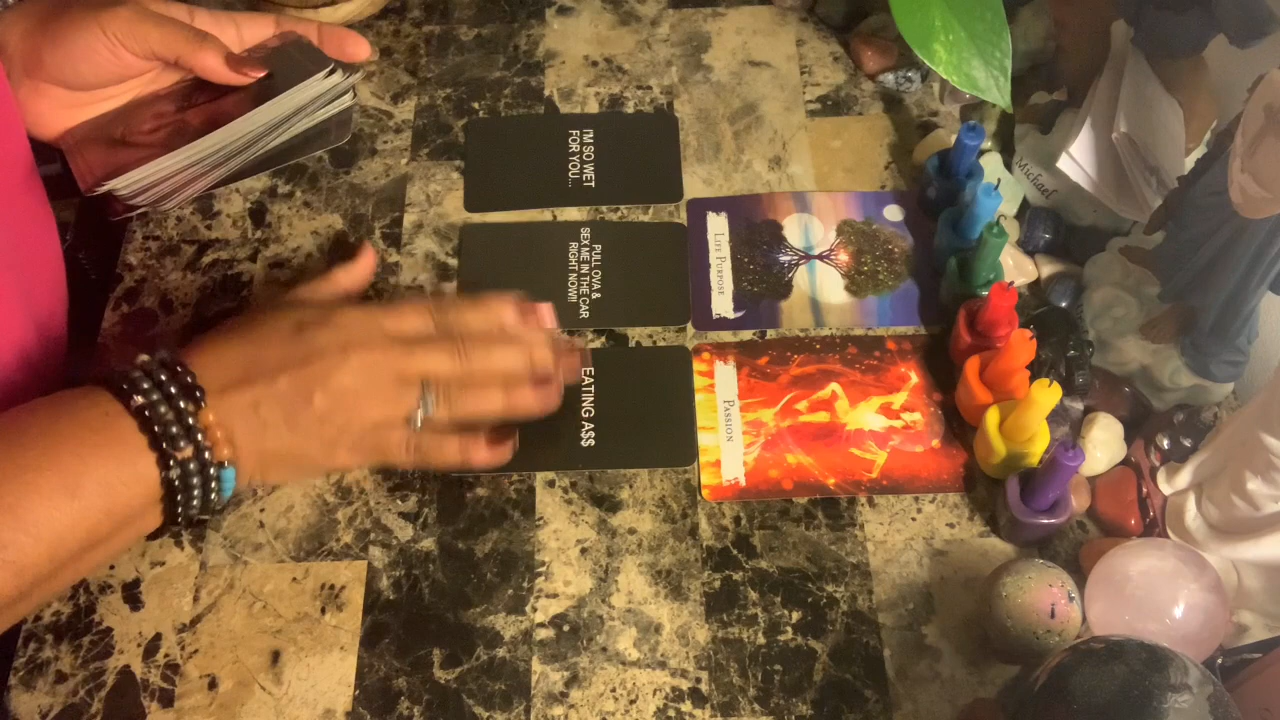 I'M SO WET
FOR YOU...
PULL OVA &
SEX ME IN THE CAR
RIGHT NOW!!
LIFE PURPOSE
EATING A$$
PASSION
Michael